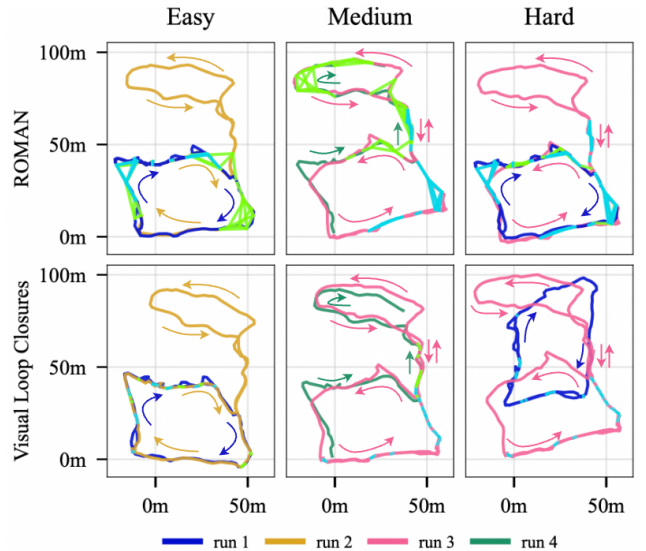 Easy Medium Hard
ROMAN
100m
50m
0m
Visual Loop Closures
100m
50m
0m
0m 50m 0m 50m 0m 50m
run 1 run 2 run 3 run 4